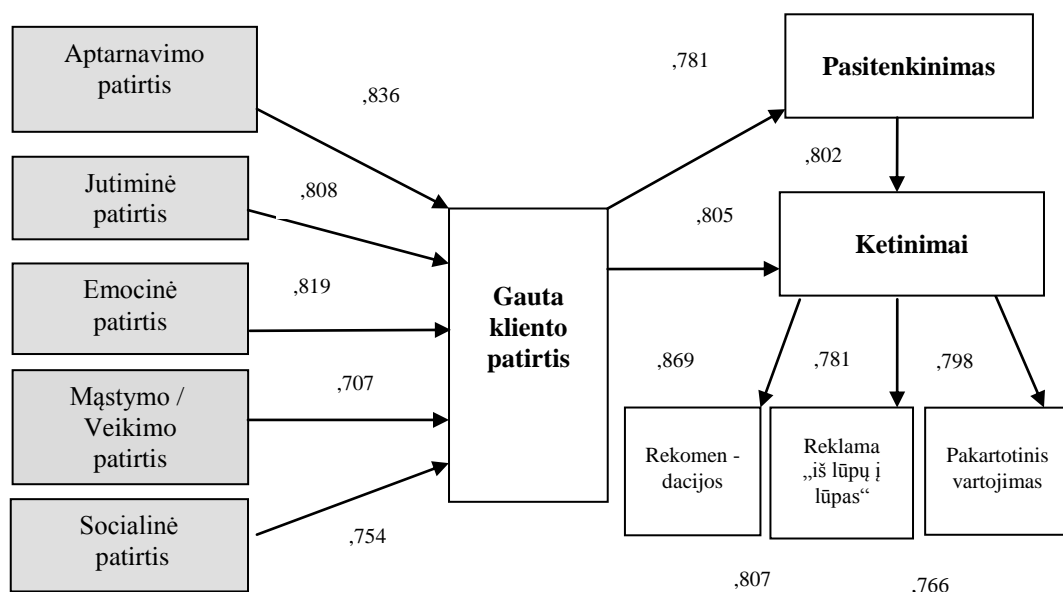 Aptarnavimo
patirtis
,836
,781
Pasitenkinimas
Jutiminė
patirtis
,808
,802
,805
Ketinimai
Emocinė
patirtis
,819
Gauta
kliento
patirtis
Mąstymo /
Veikimo
patirtis
,707
,869
,781
,798
Rekomen -
dacijos
Reklama
„iš lūpų į
lūpas“
Pakartotinis
vartojimas
Socialinė
patirtis
,754
,807
,766